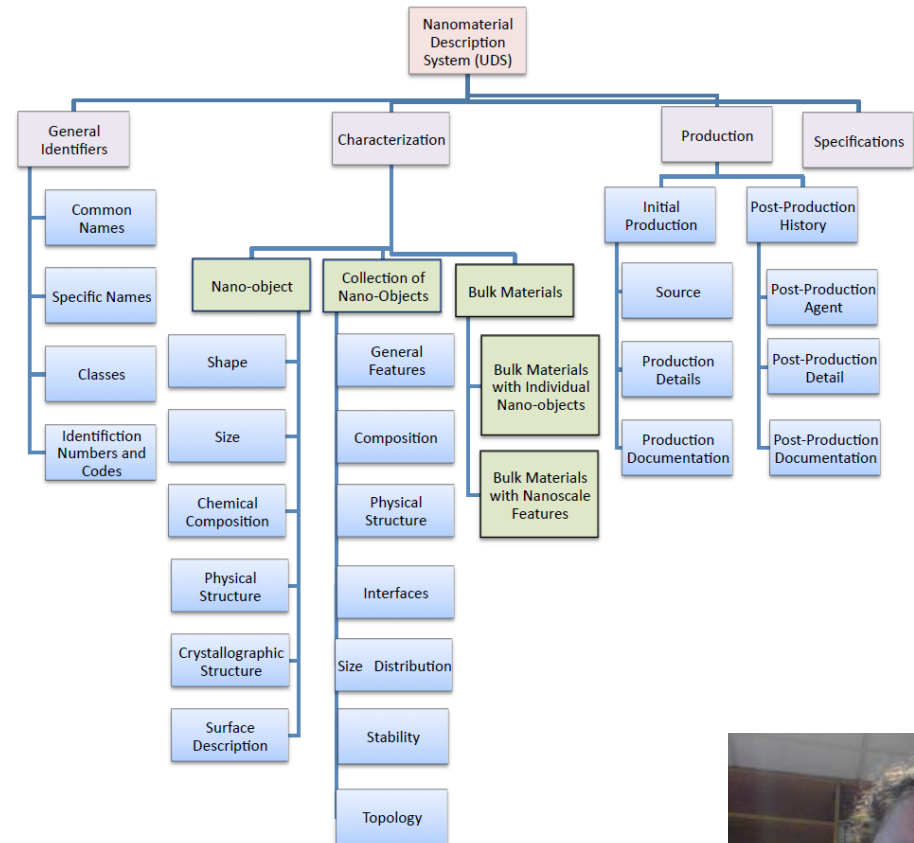 Nanomaterial
Description
System (UDS)
General
Identifiers
Characterization
Production
Specifications
Common
Names
Specific Names
Classes
Identifiction
Numbers and
Codes
Nano-object
Shape
Size
Chemical
Composition
Physical
Structure
Crystallographic
Structure
Surface
Description
Collection of
Nano-Objects
General
Features
Composition
Physical
Structure
Interfaces
Size Distribution
Stability
Topology
Bulk Materials
Bulk Materials
with Individual
Nano-objects
Bulk Materials
with Nanoscale
Features
Initial
Production
Source
Production
Details
Production
Documentation
Post-Production
History
Post-Production
Agent
Post-Production
Detail
Post-Production
Documentation